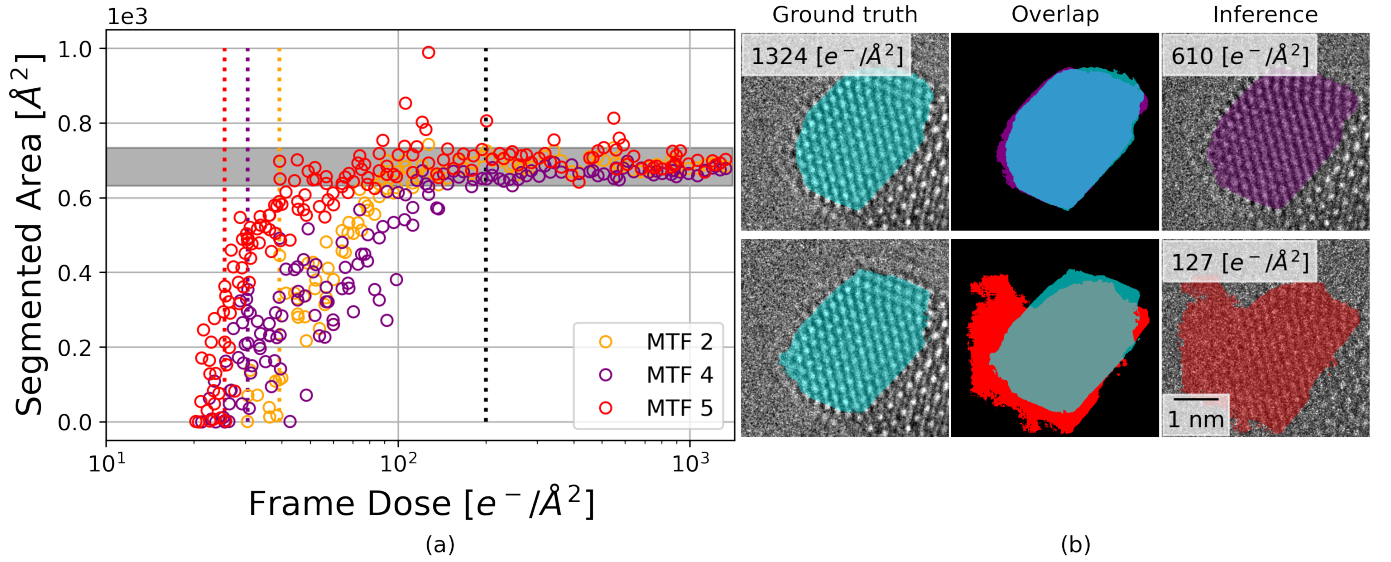 1e3
Segmented Area [Å²]
1.0
0.8
0.6
0.4
0.2
0.0
10¹
10²
10³
Frame Dose [e⁻/Å²]
MTF 2
MTF 4
MTF 5
(a)
Ground truth
Overlap
Inference
1324 [e⁻/Å²]
610 [e⁻/Å²]
127 [e⁻/Å²]
1 nm
(b)